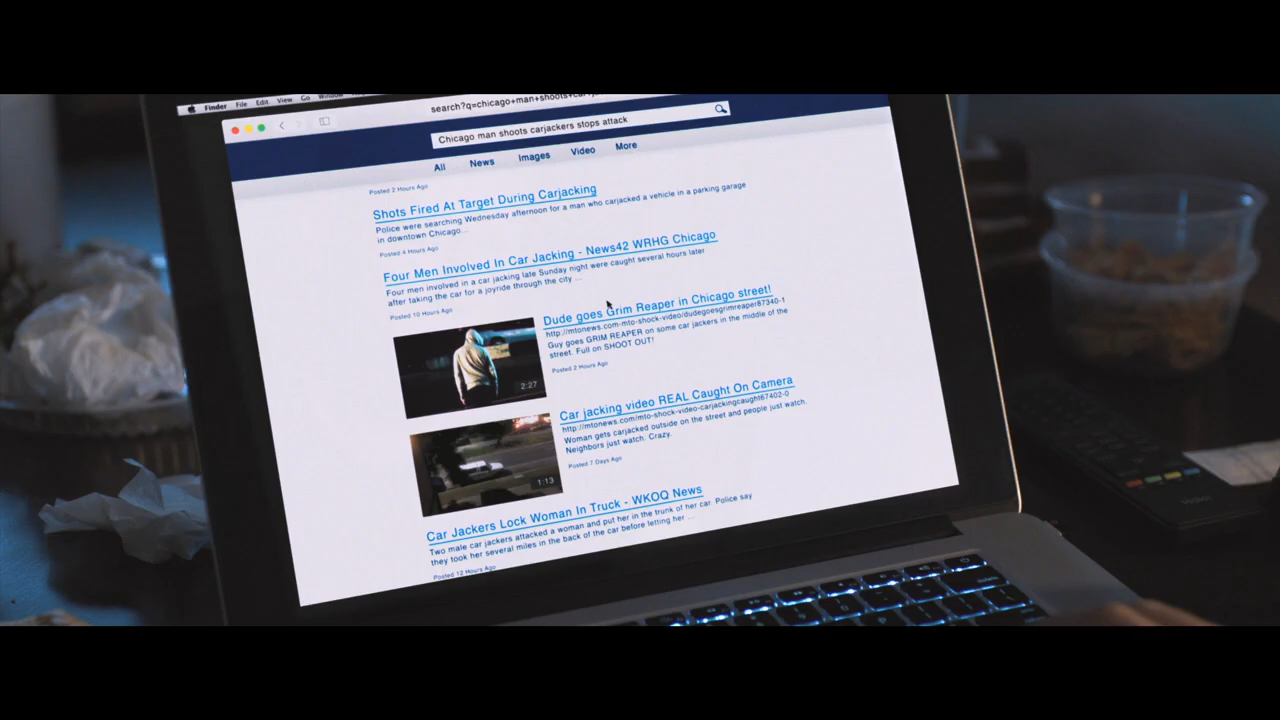 Finder File Edit View Go Window
search?q=chicago+man+shoots+car
Chicago man shoots carjackers stops attack
All News Images Video More
Posted 2 Hours Ago
Shots Fired At Target During Carjacking
Police were searching Wednesday afternoon for a man who carjacked a vehicle in a parking garage
in downtown Chicago...
Posted 4 Hours Ago
Four Men Involved In Car Jacking - News42 WRHG Chicago
Four men involved in a car jacking late Sunday night were caught several hours later
after taking the car for a joyride through the city ...
Posted 10 Hours Ago
Dude goes Grim Reaper in Chicago street!
http://mtonews.com-mto-shock-video/dudegoesgrimreaper87340-1
Guy goes GRIM REAPER on some car jackers in the middle of the
street. Full on SHOOT OUT!
Posted 2 Hours Ago
2:27
Car jacking video REAL Caught On Camera
http://mtonews.com/mto-shock-video-carjackingcaught67402-0
Woman gets carjacked outside on the street and people just watch.
Neighbors just watch. Crazy.
Posted 7 Days Ago
1:13
Car Jackers Lock Woman In Truck - WKOQ News
Two male car jackers attacked a woman and put her in the trunk of her car. Police say
they took her several miles in the back of the car before letting her ...
Posted 12 Hours Ago